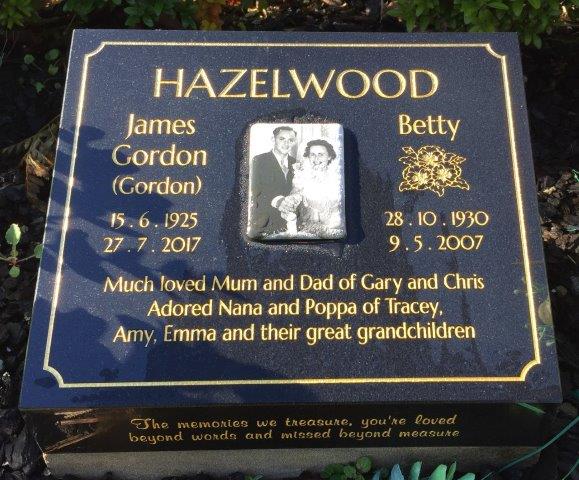 HAZELWOOD
James
Gordon
(Gordon)
15.6.1925
27.7.2017
Betty
28.10.1930
9.5.2007
Much loved Mum and Dad of Gary and Chris
Adored Nana and Poppa of Tracey,
Amy, Emma and their great grandchildren
The memories we treasure, you're loved
beyond words and missed beyond measure